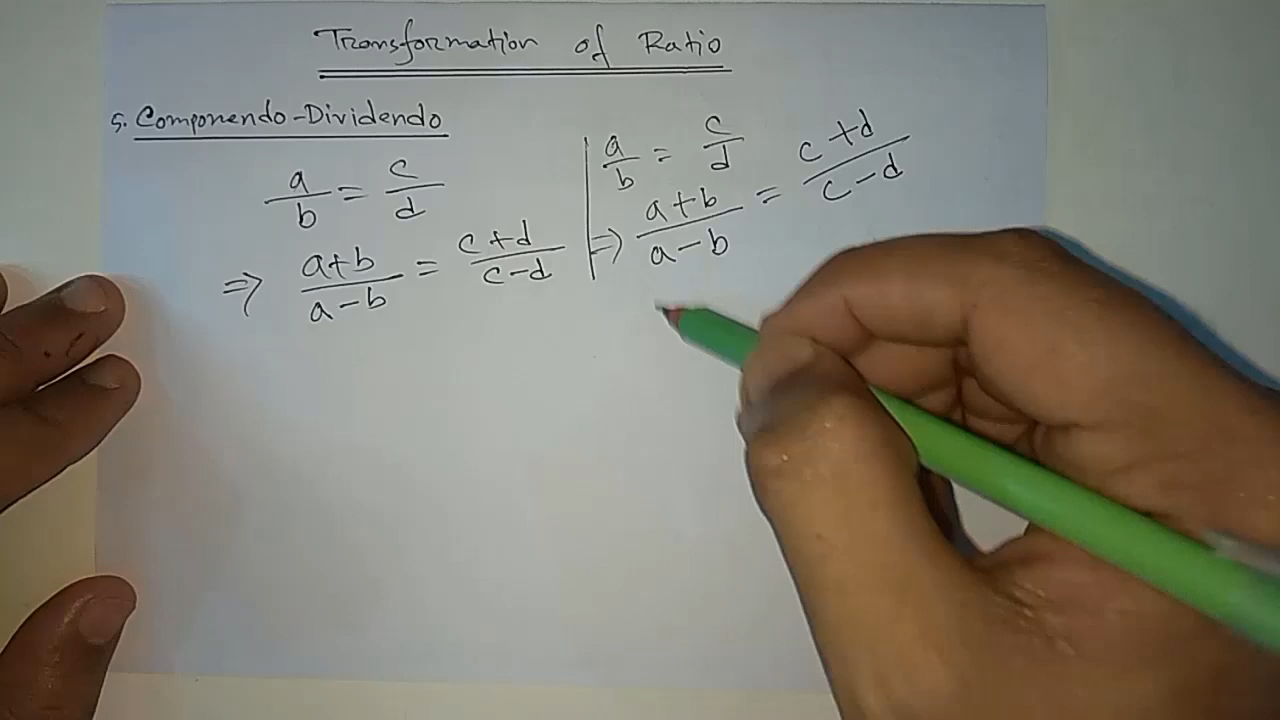 Transformation of Ratio
5. Componendo-Dividendo
a/b = c/d
⇒ a+b/a-b = c+d/c-d
a/b = c/d
⇒ a+b/a-b = c+d/c-d